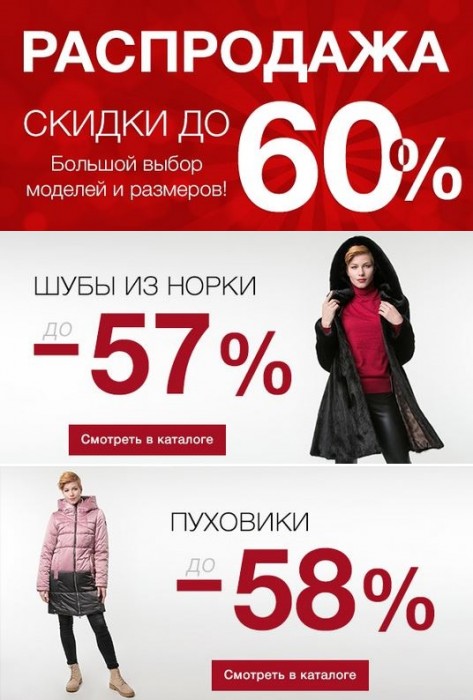 РАСПРОДАЖА
СКИДКИ ДО
60%
Большой выбор
моделей и размеров!
ШУБЫ ИЗ НОРКИ
до
–57%
Смотреть в каталоге
ПУХОВИКИ
до
–58%
Смотреть в каталоге